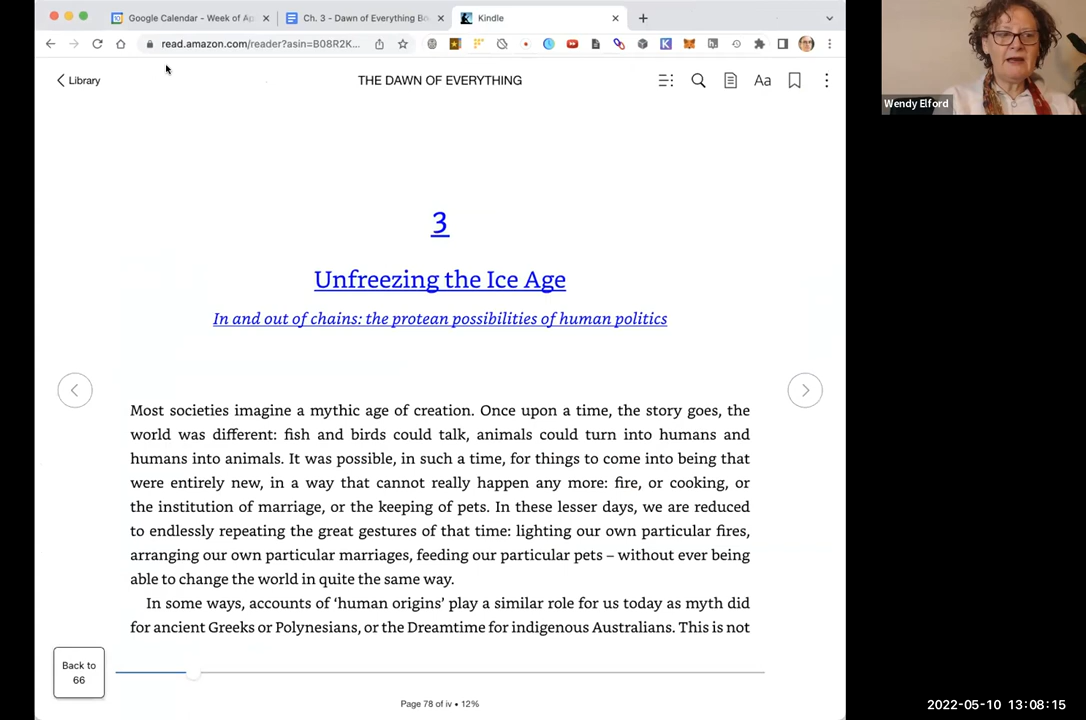 Google Calendar - Week of Ap
Ch. 3 - Dawn of Everything Bo
Kindle
read.amazon.com/reader?asin=B08R2K...
Library
THE DAWN OF EVERYTHING
Aa
Wendy Elford
3
Unfreezing the Ice Age
In and out of chains: the protean possibilities of human politics
Most societies imagine a mythic age of creation. Once upon a time, the story goes, the
world was different: fish and birds could talk, animals could turn into humans and
humans into animals. It was possible, in such a time, for things to come into being that
were entirely new, in a way that cannot really happen any more: fire, or cooking, or
the institution of marriage, or the keeping of pets. In these lesser days, we are reduced
to endlessly repeating the great gestures of that time: lighting our own particular fires,
arranging our own particular marriages, feeding our particular pets – without ever being
able to change the world in quite the same way.
In some ways, accounts of ‘human origins’ play a similar role for us today as myth did
for ancient Greeks or Polynesians, or the Dreamtime for indigenous Australians. This is not
Back to
66
Page 78 of iv • 12%
2022-05-10 13:08:15